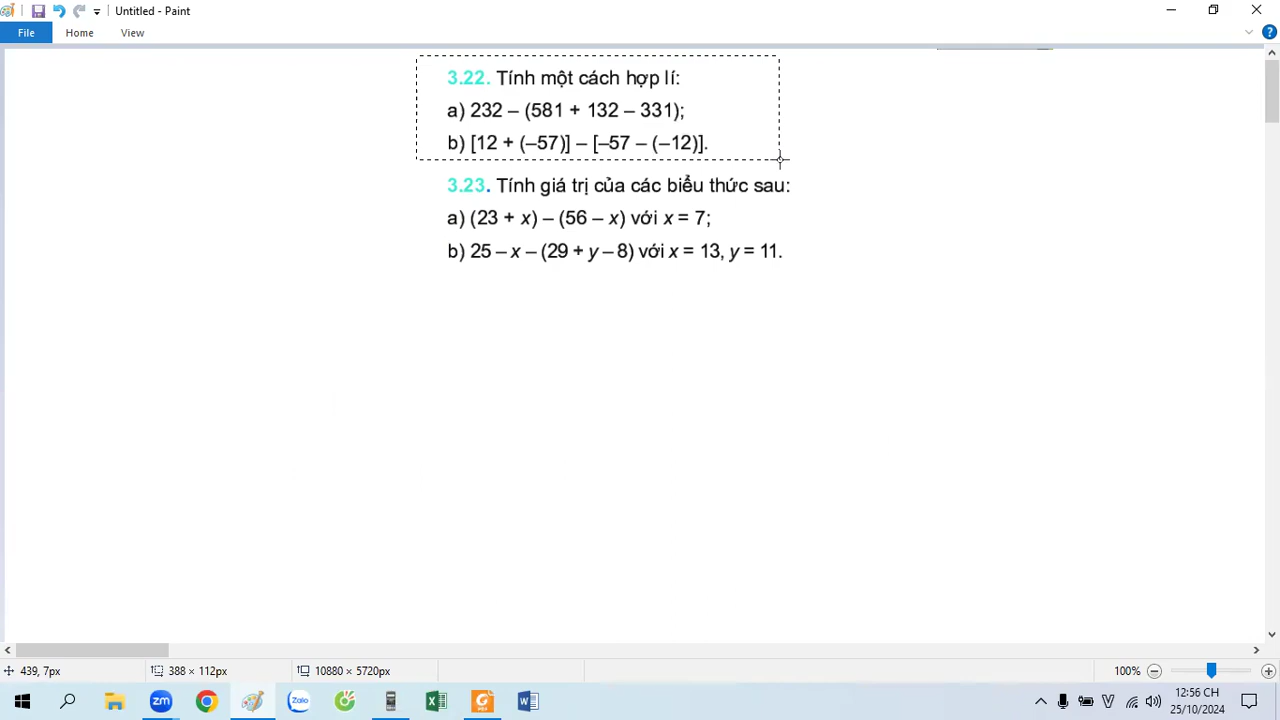 Untitled - Paint
File Home View
3.22. Tính một cách hợp lí:
a) 232 – (581 + 132 – 331);
b) [12 + (–57)] – [–57 – (–12)].
3.23. Tính giá trị của các biểu thức sau:
a) (23 + x) – (56 – x) với x = 7;
b) 25 – x – (29 + y – 8) với x = 13, y = 11.
439, 7px 388 × 112px 10880 × 5720px 100%
zm Zalo 12:56 CH
25/10/2024